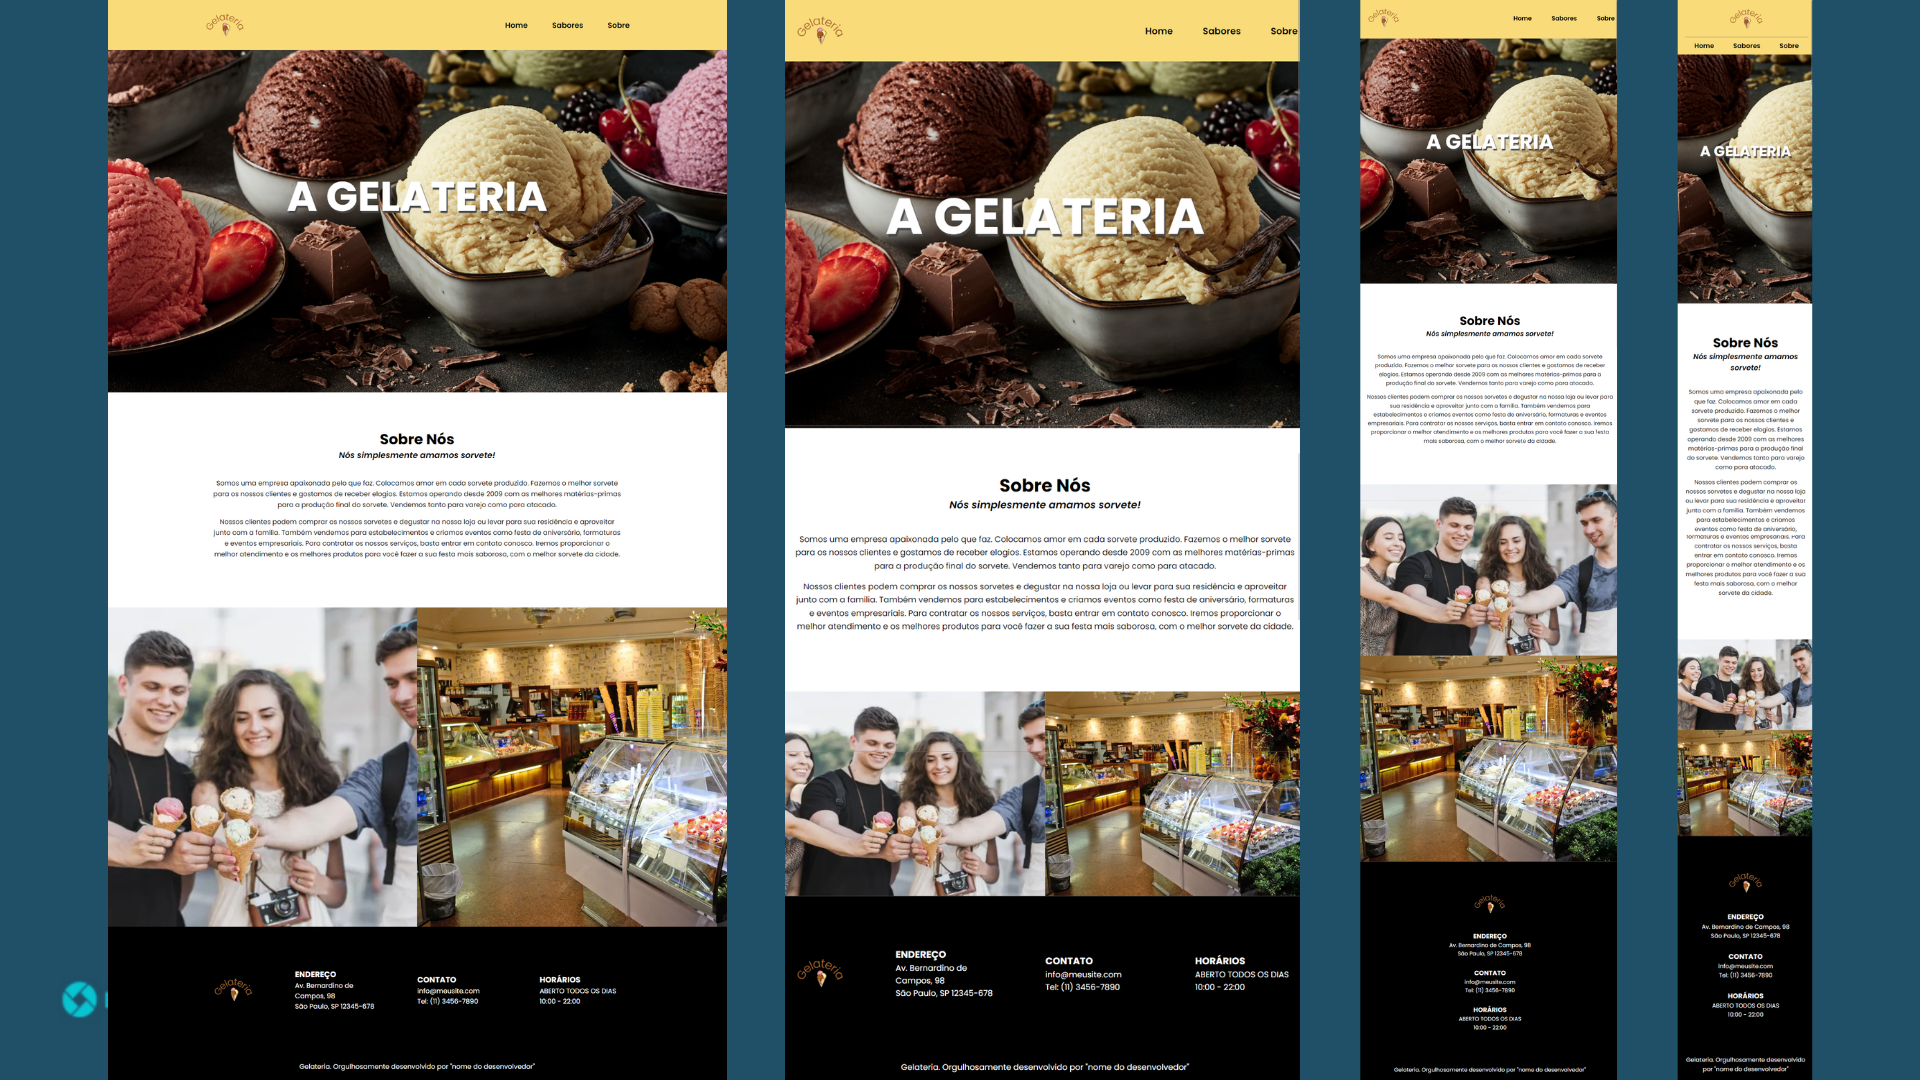 Gelateria
Home Sabores Sobre
A GELATERIA
Sobre Nós
Nós simplesmente amamos sorvete!
Somos uma empresa apaixonada pelo que faz. Colocamos amor em cada sorvete produzido. Fazemos o melhor sorvete
para os nossos clientes e gostamos de receber elogios. Estamos operando desde 2009 com as melhores matérias-primas
para a produção final do sorvete. Vendemos tanto para varejo como para atacado.
Nossos clientes podem comprar os nossos sorvetes e degustar na nossa loja ou levar para sua residência e aproveitar
junto com a família. Também vendemos para estabelecimentos e criamos eventos como festa de aniversário, formaturas
e eventos empresariais. Para contratar os nossos serviços, basta entrar em contato conosco. Iremos proporcionar o
melhor atendimento e os melhores produtos para você fazer a sua festa mais saborosa, com o melhor sorvete da cidade.
Gelateria
ENDEREÇO
Av. Bernardino de
Campos, 98
São Paulo, SP 12345-678
CONTATO
info@meusite.com
Tel: (11) 3456-7890
HORÁRIOS
ABERTO TODOS OS DIAS
10:00 - 22:00
Gelateria. Orgulhosamente desenvolvido por "nome do desenvolvedor"
Gelateria
Home Sabores Sobre
A GELATERIA
Sobre Nós
Nós simplesmente amamos sorvete!
Somos uma empresa apaixonada pelo que faz. Colocamos amor em cada sorvete produzido. Fazemos o melhor sorvete
para os nossos clientes e gostamos de receber elogios. Estamos operando desde 2009 com as melhores matérias-primas
para a produção final do sorvete. Vendemos tanto para varejo como para atacado.
Nossos clientes podem comprar os nossos sorvetes e degustar na nossa loja ou levar para sua residência e aproveitar
junto com a família. Também vendemos para estabelecimentos e criamos eventos como festa de aniversário, formaturas
e eventos empresariais. Para contratar os nossos serviços, basta entrar em contato conosco. Iremos proporcionar o
melhor atendimento e os melhores produtos para você fazer a sua festa mais saborosa, com o melhor sorvete da cidade.
Gelateria
ENDEREÇO
Av. Bernardino de
Campos, 98
São Paulo, SP 12345-678
CONTATO
info@meusite.com
Tel: (11) 3456-7890
HORÁRIOS
ABERTO TODOS OS DIAS
10:00 - 22:00
Gelateria. Orgulhosamente desenvolvido por "nome do desenvolvedor"
Gelateria
Home Sabores Sobre
A GELATERIA
Sobre Nós
Nós simplesmente amamos sorvete!
Somos uma empresa apaixonada pelo que faz. Colocamos amor em cada sorvete
produzido. Fazemos o melhor sorvete para os nossos clientes e gostamos de receber
elogios. Estamos operando desde 2009 com as melhores matérias-primas para a
produção final do sorvete. Vendemos tanto para varejo como para atacado.
Nossos clientes podem comprar os nossos sorvetes e degustar na nossa loja ou levar para
sua residência e aproveitar junto com a família. Também vendemos para
estabelecimentos e criamos eventos como festa de aniversário, formaturas e eventos
empresariais. Para contratar os nossos serviços, basta entrar em contato conosco. Iremos
proporcionar o melhor atendimento e os melhores produtos para você fazer a sua festa
mais saborosa, com o melhor sorvete da cidade.
Gelateria
ENDEREÇO
Av. Bernardino de Campos, 98
São Paulo, SP 12345-678
CONTATO
info@meusite.com
Tel: (11) 3456-7890
HORÁRIOS
ABERTO TODOS OS DIAS
10:00 - 22:00
Gelateria. Orgulhosamente desenvolvido por "nome do desenvolvedor"
Gelateria
Home Sabores Sobre
A GELATERIA
Sobre Nós
Nós simplesmente amamos
sorvete!
Somos uma empresa apaixonada pelo
que faz. Colocamos amor em cada
sorvete produzido. Fazemos o melhor
sorvete para os nossos clientes e
gostamos de receber elogios. Estamos
operando desde 2009 com as melhores
matérias-primas para a produção final
do sorvete. Vendemos tanto para varejo
como para atacado.
Nossos clientes podem comprar os
nossos sorvetes e degustar na nossa loja
ou levar para sua residência e aproveitar
junto com a família. Também vendemos
para estabelecimentos e criamos
eventos como festa de aniversário,
formaturas e eventos empresariais. Para
contratar os nossos serviços, basta
entrar em contato conosco. Iremos
proporcionar o melhor atendimento e os
melhores produtos para você fazer a sua
festa mais saborosa, com o melhor
sorvete da cidade.
Gelateria
ENDEREÇO
Av. Bernardino de Campos, 98
São Paulo, SP 12345-678
CONTATO
info@meusite.com
Tel: (11) 3456-7890
HORÁRIOS
ABERTO TODOS OS DIAS
10:00 - 22:00
Gelateria. Orgulhosamente desenvolvido
por "nome do desenvolvedor"